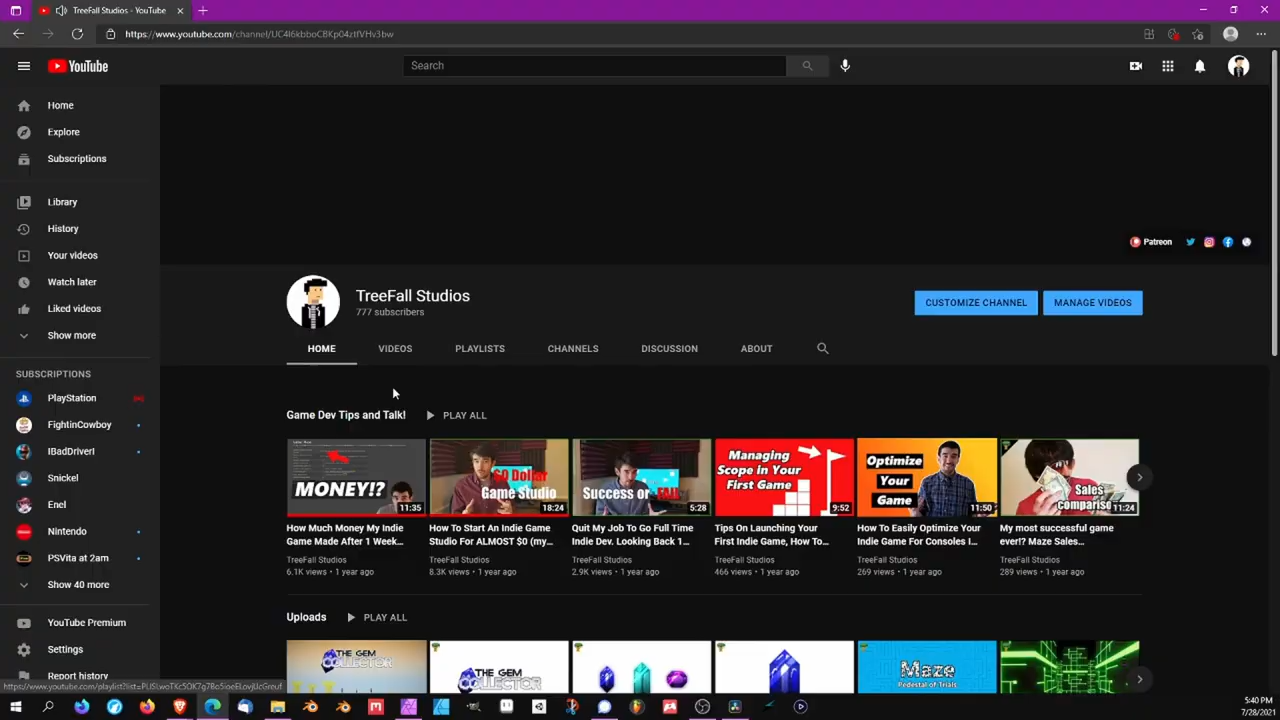 TreeFall Studios - YouTube
https://www.youtube.com/channel/UC4l6kbboCBKp04ztfVHv3bw
YouTube
Search
Home
Explore
Subscriptions
Library
History
Your videos
Watch later
Liked videos
Show more
SUBSCRIPTIONS
PlayStation
FightinCowboy
IBadDriverI
Snickel
Enel
Nintendo
PSVita at 2am
Show 40 more
YouTube Premium
Settings
Report history
Patreon
TreeFall Studios
777 subscribers
CUSTOMIZE CHANNEL
MANAGE VIDEOS
HOME VIDEOS PLAYLISTS CHANNELS DISCUSSION ABOUT
Game Dev Tips and Talk! PLAY ALL
MONEY!?
11:35
$0 Dollar
Game Studio
18:24
Success or FAIL
5:28
Managing
Scope in Your
First Game
9:52
Optimize
Your
Game
11:50
Sales
comparison
11:24
How Much Money My Indie
Game Made After 1 Week...
TreeFall Studios
6.1K views • 1 year ago
How To Start An Indie Game
Studio For ALMOST $0 (my...
TreeFall Studios
8.3K views • 1 year ago
Quit My Job To Go Full Time
Indie Dev. Looking Back 1...
TreeFall Studios
2.9K views • 1 year ago
Tips On Launching Your
First Indie Game, How To...
TreeFall Studios
466 views • 1 year ago
How To Easily Optimize Your
Indie Game For Consoles I...
TreeFall Studios
269 views • 1 year ago
My most successful game
ever!? Maze Sales...
TreeFall Studios
289 views • 1 year ago
Uploads PLAY ALL
THE GEM
COLLECTOR
THE GEM
COLLECTOR
Maze
Pedestal of Trials
5:40 PM
7/28/2021